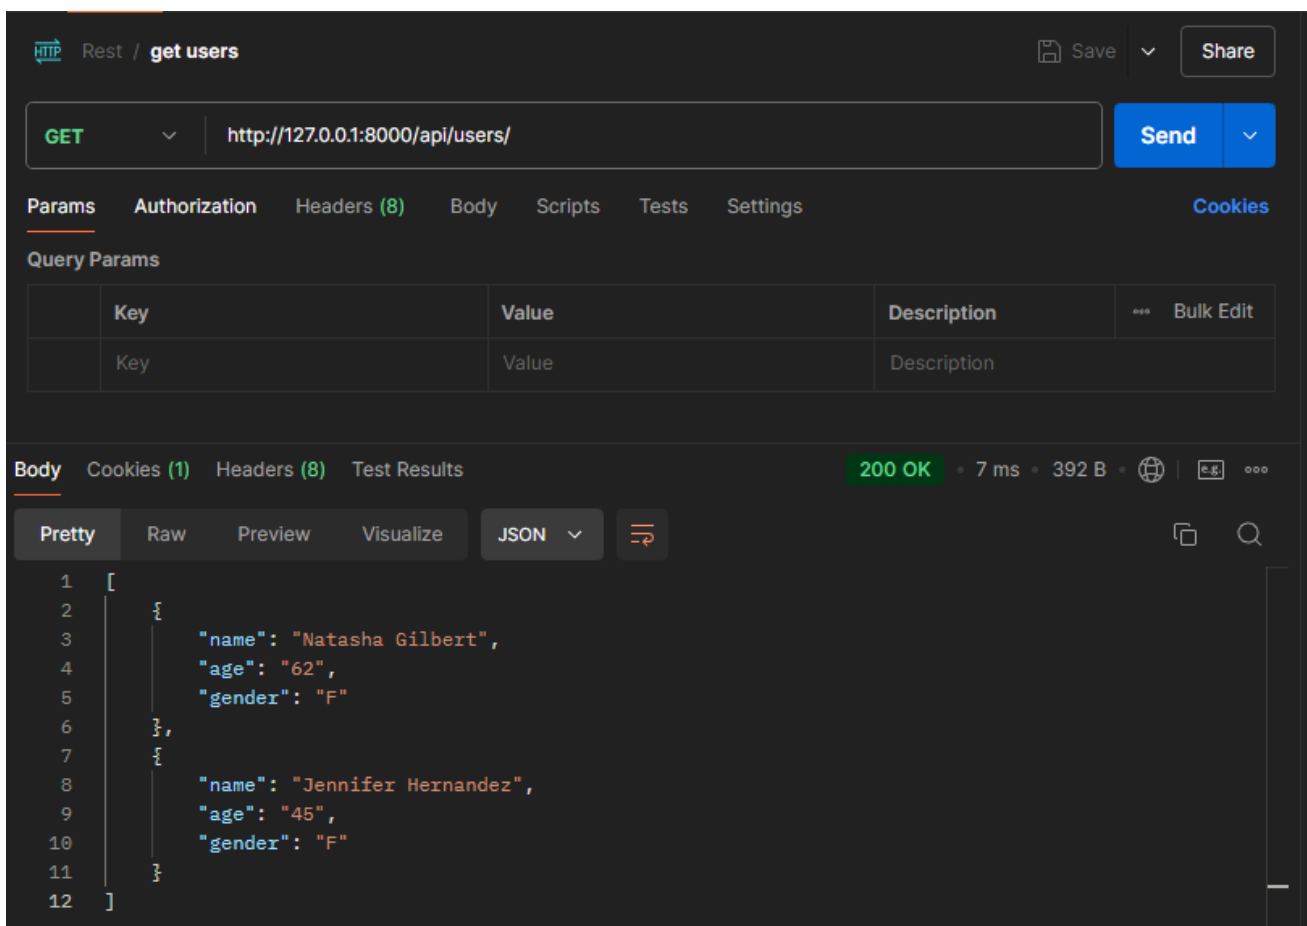 HTTP Rest / get users Save Share
GET http://127.0.0.1:8000/api/users/ Send
Params Authorization Headers (8) Body Scripts Tests Settings Cookies
Query Params
Key Value Description ooo Bulk Edit
Key Value Description
Body Cookies (1) Headers (8) Test Results 200 OK • 7 ms • 392 B • e.g. ooo
Pretty Raw Preview Visualize JSON
1 [
2 {
3 "name": "Natasha Gilbert",
4 "age": "62",
5 "gender": "F"
6 },
7 {
8 "name": "Jennifer Hernandez",
9 "age": "45",
10 "gender": "F"
11 }
12 ]